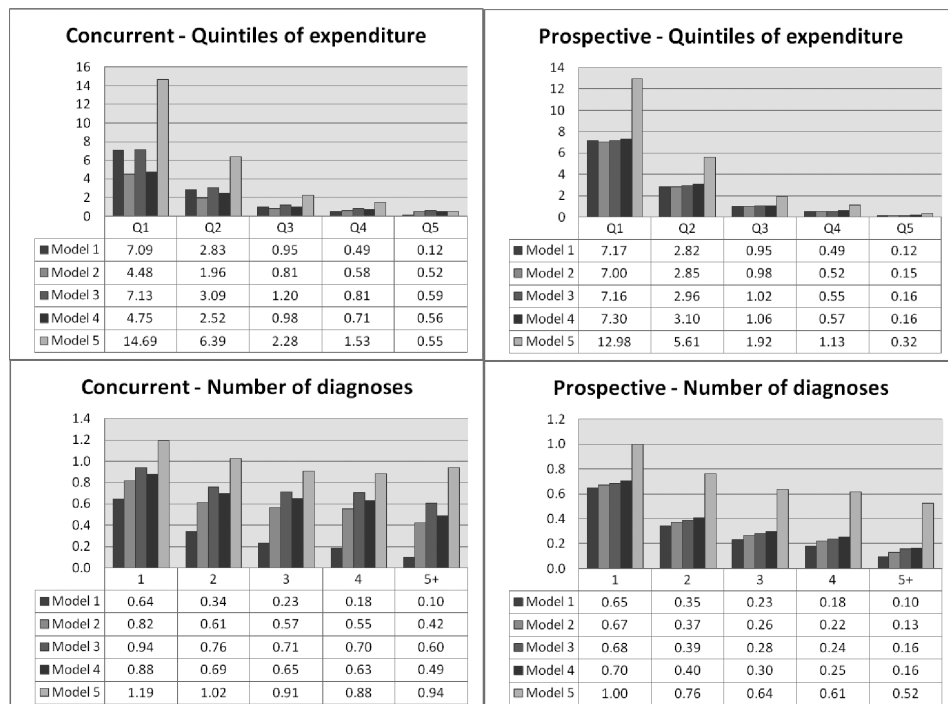 Concurrent - Quintiles of expenditure
16
14
12
10
8
6
4
2
0
Q1 Q2 Q3 Q4 Q5
Model 1 7.09 2.83 0.95 0.49 0.12
Model 2 4.48 1.96 0.81 0.58 0.52
Model 3 7.13 3.09 1.20 0.81 0.59
Model 4 4.75 2.52 0.98 0.71 0.56
Model 5 14.69 6.39 2.28 1.53 0.55
Prospective - Quintiles of expenditure
14
12
10
8
6
4
2
0
Q1 Q2 Q3 Q4 Q5
Model 1 7.17 2.82 0.95 0.49 0.12
Model 2 7.00 2.85 0.98 0.52 0.15
Model 3 7.16 2.96 1.02 0.55 0.16
Model 4 7.30 3.10 1.06 0.57 0.16
Model 5 12.98 5.61 1.92 1.13 0.32
Concurrent - Number of diagnoses
1.4
1.2
1.0
0.8
0.6
0.4
0.2
0.0
1 2 3 4 5+
Model 1 0.64 0.34 0.23 0.18 0.10
Model 2 0.82 0.61 0.57 0.55 0.42
Model 3 0.94 0.76 0.71 0.70 0.60
Model 4 0.88 0.69 0.65 0.63 0.49
Model 5 1.19 1.02 0.91 0.88 0.94
Prospective - Number of diagnoses
1.2
1.0
0.8
0.6
0.4
0.2
0.0
1 2 3 4 5+
Model 1 0.65 0.35 0.23 0.18 0.10
Model 2 0.67 0.37 0.26 0.22 0.13
Model 3 0.68 0.39 0.28 0.24 0.16
Model 4 0.70 0.40 0.30 0.25 0.16
Model 5 1.00 0.76 0.64 0.61 0.52